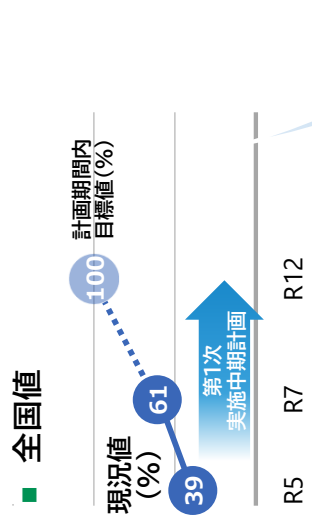 ■ 全国値
計画期間内
目標値(%)
100
現況値
(%)
61
39
第1次
実施中期計画
R5 R7 R12